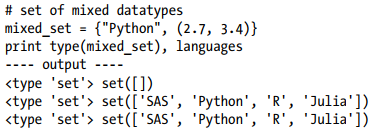 # set of mixed datatypes
mixed_set = {"Python", (2.7, 3.4)}
print type(mixed_set), languages
---- output ----
<type 'set'> set([])
<type 'set'> set(['SAS', 'Python', 'R', 'Julia'])
<type 'set'> set(['SAS', 'Python', 'R', 'Julia'])